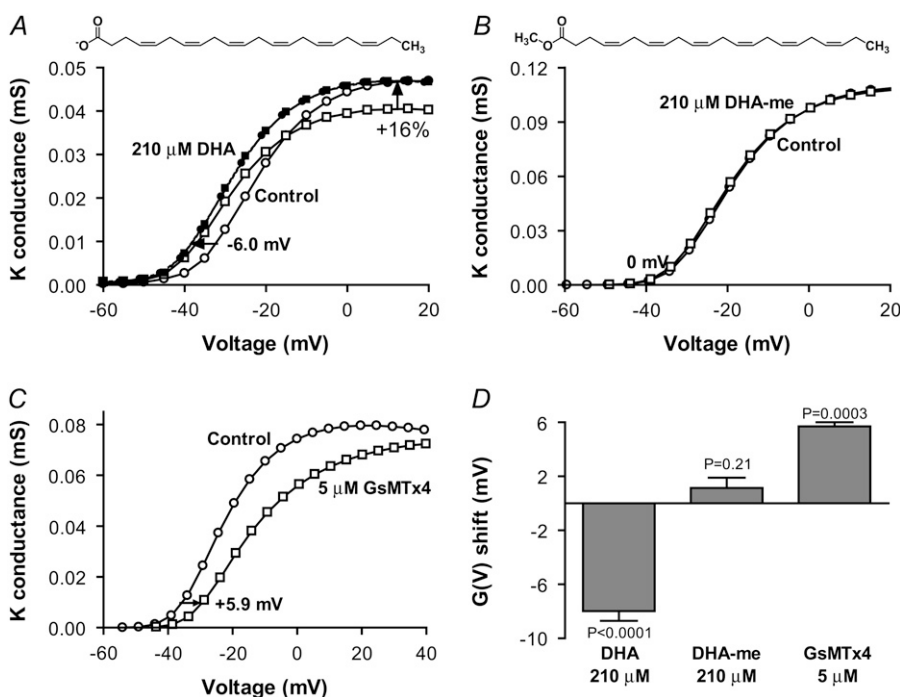 A
O
-O
CH₃
K conductance (mS)
0.05
0.04
0.03
0.02
0.01
0.00
210 μM DHA
Control
+16%
-6.0 mV
-60
-40
-20
0
20
Voltage (mV)
B
O
H₃C
O
CH₃
K conductance (mS)
0.12
0.09
0.06
0.03
0.00
210 μM DHA-me
Control
0 mV
-60
-40
-20
0
20
Voltage (mV)
C
K conductance (mS)
0.08
0.06
0.04
0.02
0.00
Control
5 μM GsMTx4
+5.9 mV
-60
-40
-20
0
20
40
Voltage (mV)
D
G(V) shift (mV)
6
2
-2
-6
-10
P<0.0001
P=0.21
P=0.0003
DHA
210 μM
DHA-me
210 μM
GsMTx4
5 μM